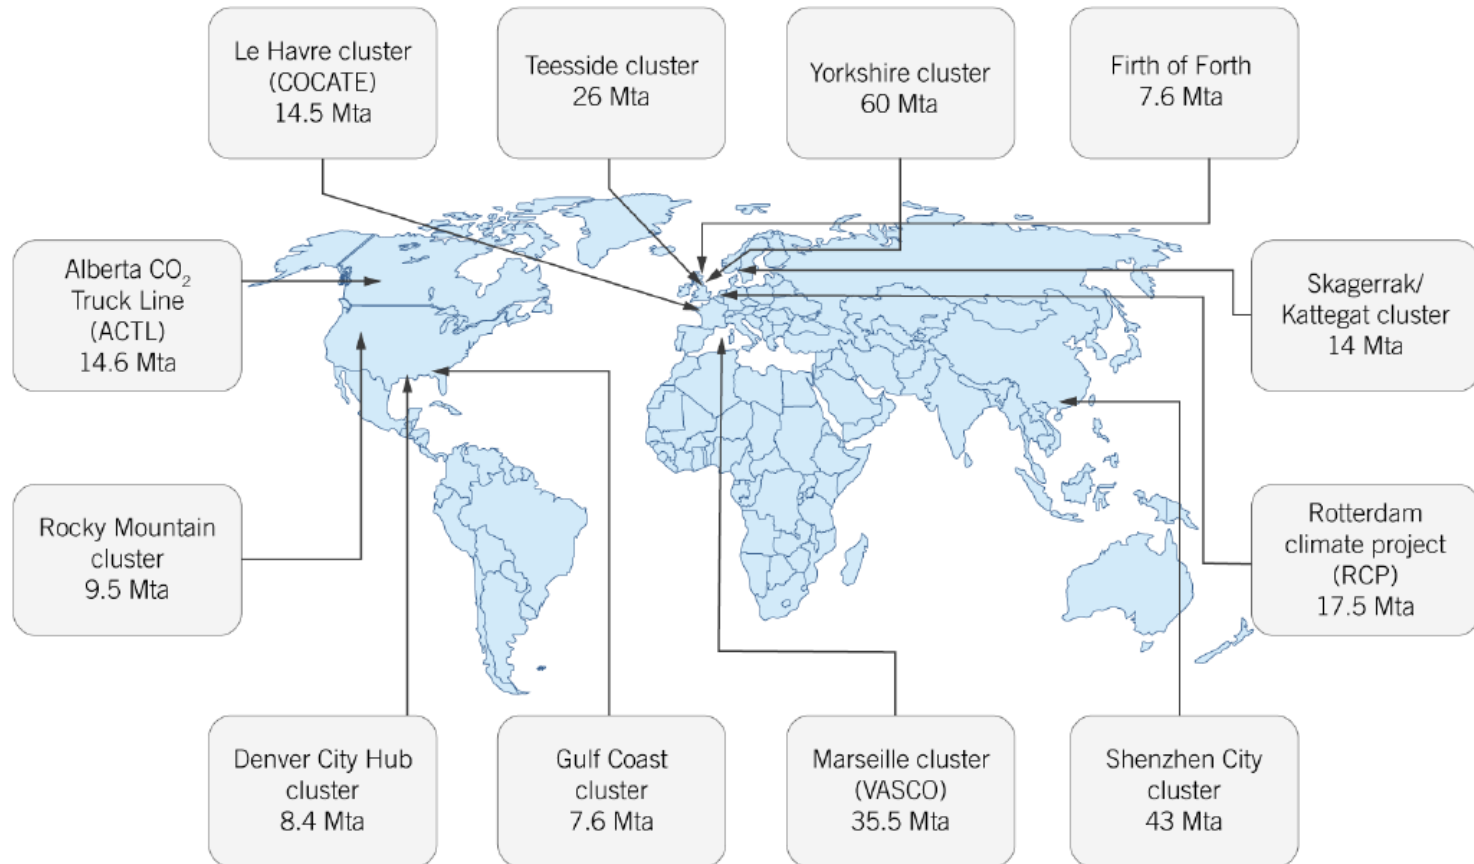 Le Havre cluster
(COCATE)
14.5 Mta
Teesside cluster
26 Mta
Yorkshire cluster
60 Mta
Firth of Forth
7.6 Mta
Alberta CO₂
Truck Line
(ACTL)
14.6 Mta
Skagerrak/
Kattegat cluster
14 Mta
Rocky Mountain
cluster
9.5 Mta
Rotterdam
climate project
(RCP)
17.5 Mta
Denver City Hub
cluster
8.4 Mta
Gulf Coast
cluster
7.6 Mta
Marseille cluster
(VASCO)
35.5 Mta
Shenzhen City
cluster
43 Mta